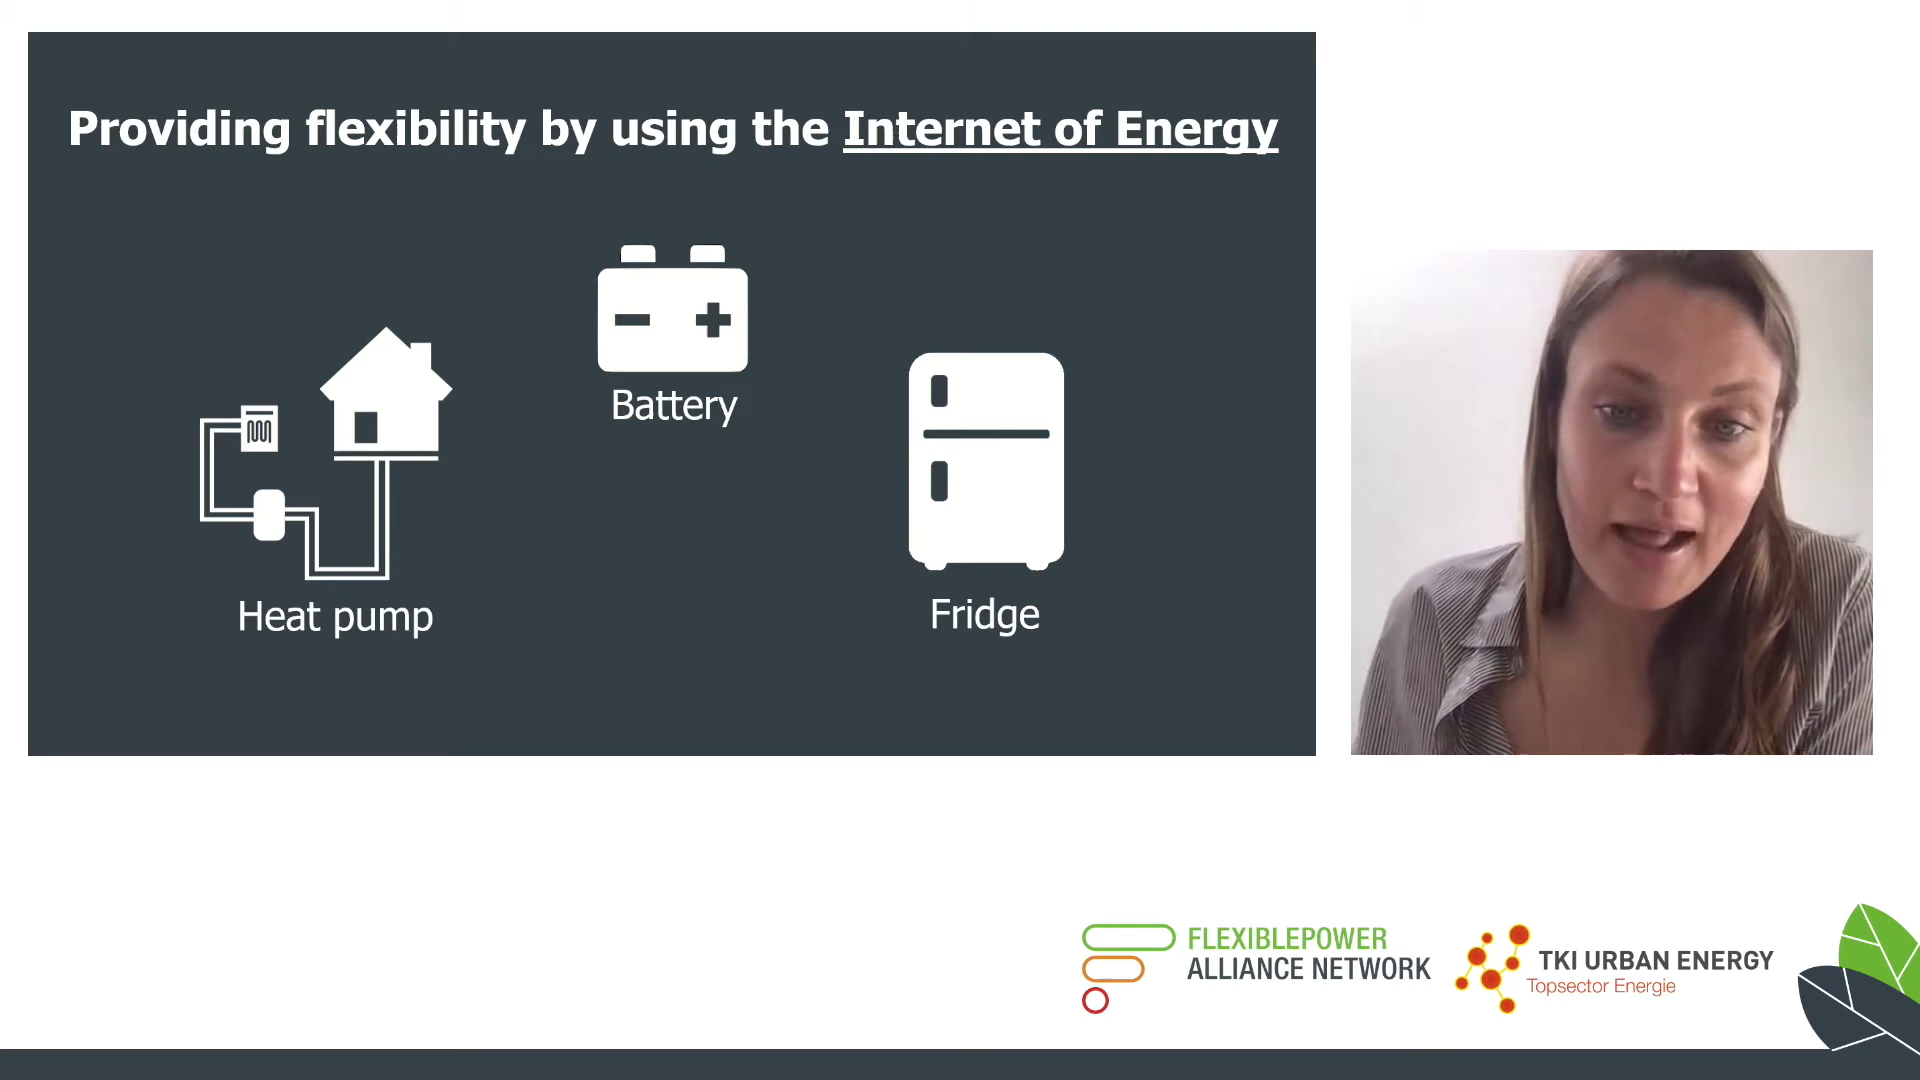 Providing flexibility by using the Internet of Energy
Battery
Heat pump
Fridge
FLEXIBLEPOWER
ALLIANCE NETWORK
TKI URBAN ENERGY
Topsector Energie